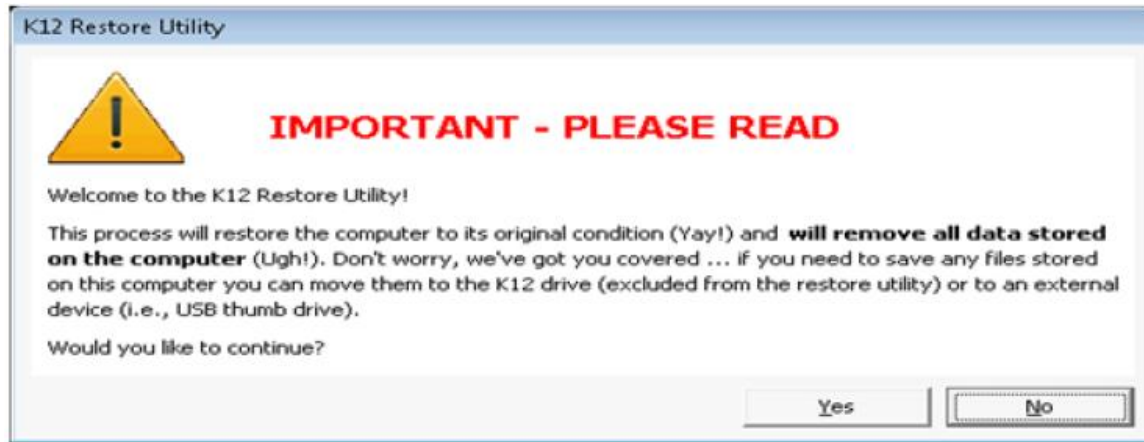 K12 Restore Utility
IMPORTANT - PLEASE READ
Welcome to the K12 Restore Utility!
This process will restore the computer to its original condition (Yay!) and will remove all data stored
on the computer (Ugh!). Don't worry, we've got you covered ... if you need to save any files stored
on this computer you can move them to the K12 drive (excluded from the restore utility) or to an external
device (i.e., USB thumb drive).
Would you like to continue?
Yes No